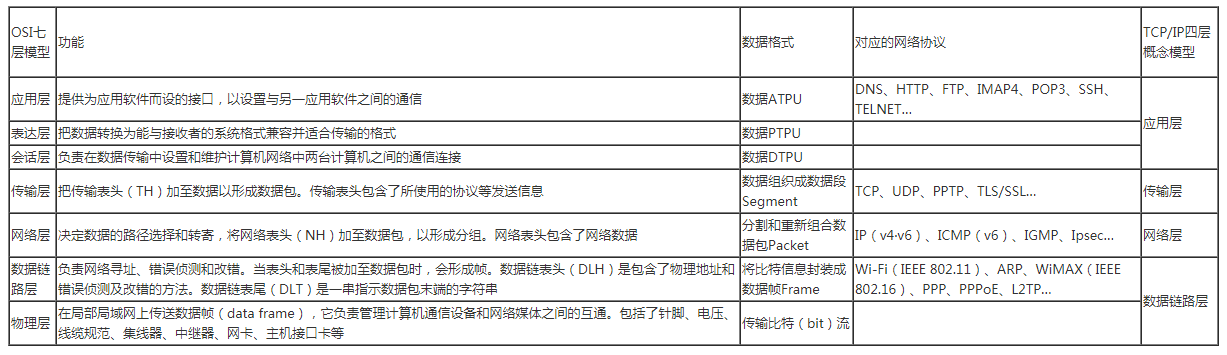 OSI七
层模型
功能
数据格式
对应的网络协议
TCP/IP四层
概念模型
应用层
提供为应用软件而设的接口，以设置与另一应用软件之间的通信
数据ATPU
DNS、HTTP、FTP、IMAP4、POP3、SSH、
TELNET...
应用层
表达层
把数据转换为能与接收者的系统格式兼容并适合传输的格式
数据PTPU
会话层
负责在数据传输中设置和维护计算机网络中两台计算机之间的通信连接
数据DTPU
传输层
把传输表头（TH）加至数据以形成数据包。传输表头包含了所使用的协议等发送信息
数据组织成数据段
Segment
TCP、UDP、PPTP、TLS/SSL...
传输层
网络层
决定数据的路径选择和转寄，将网络表头（NH）加至数据包，以形成分组。网络表头包含了网络数据
分割和重新组合数
据包Packet
IP（v4·v6）、ICMP（v6）、IGMP、Ipsec...
网络层
数据链
路层
负责网络寻址、错误侦测和改错。当表头和表尾被加至数据包时，会形成帧。数据链表头（DLH）是包含了物理地址和
错误侦测及改错的方法。数据链表尾（DLT）是一串指示数据包末端的字符串
将比特信息封装成
数据帧Frame
Wi-Fi（IEEE 802.11）、ARP、WiMAX（IEEE
802.16）、PPP、PPPoE、L2TP...
数据链路层
物理层
在局部局域网上传送数据帧（data frame），它负责管理计算机通信设备和网络媒体之间的互通。包括了针脚、电压、
线缆规范、集线器、中继器、网卡、主机接口卡等
传输比特（bit）流